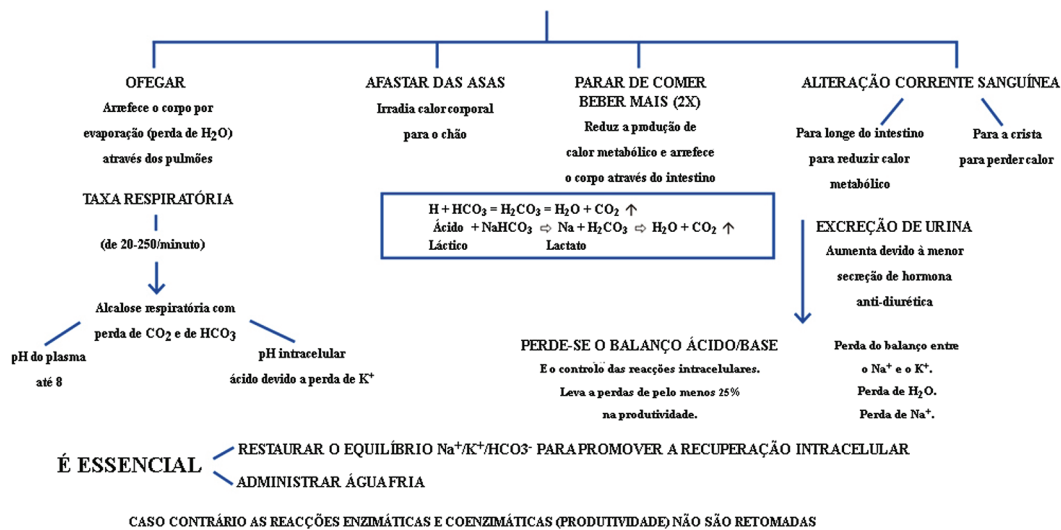 OFEGAR
Arrefece o corpo por
evaporação (perda de H₂O)
através dos pulmões
TAXA RESPIRATÓRIA
(de 20-250/minuto)
Alcalose respiratória com
perda de CO₂ e de HCO₃
pH do plasma
até 8
pH intracelular
ácido devido a perda de K⁺
AFASTAR DAS ASAS
Irradia calor corporal
para o chão
PARAR DE COMER
BEBER MAIS (2X)
Reduz a produção de
calor metabólico e arrefece
o corpo através do intestino
H + HCO₃ = H₂CO₃ = H₂O + CO₂ ↑
Ácido + NaHCO₃ ⇨ Na + H₂CO₃ ⇨ H₂O + CO₂ ↑
Láctico Lactato
ALTERAÇÃO CORRENTE SANGUÍNEA
Para longe do intestino
para reduzir calor
metabólico
Para a crista
para perder calor
EXCREÇÃO DE URINA
Aumenta devido à menor
secreção de hormona
anti-diurética
PERDE-SE O BALANÇO ÁCIDO/BASE
E o controlo das reacções intracelulares.
Leva a perdas de pelo menos 25%
na produtividade.
Perda do balanço entre
o Na⁺ e o K⁺.
Perda de H₂O.
Perda de Na⁺.
É ESSENCIAL
RESTAURAR O EQUILÍBRIO Na⁺/K⁺/HCO3⁻ PARA PROMOVER A RECUPERAÇÃO INTRACELULAR
ADMINISTRAR ÁGUA FRIA
CASO CONTRÁRIO AS REACÇÕES ENZIMÁTICAS E COENZIMÁTICAS (PRODUTIVIDADE) NÃO SÃO RETOMADAS